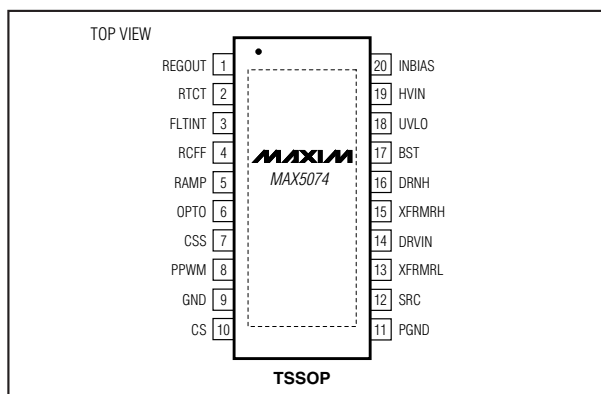 TOP VIEW
REGOUT 1
RTCT 2
FLTINT 3
RCFF 4
RAMP 5
OPTO 6
CSS 7
PPWM 8
GND 9
CS 10
MAXIM
MAX5074
20 INBIAS
19 HVIN
18 UVLO
17 BST
16 DRNH
15 XFRMRH
14 DRVIN
13 XFRMRL
12 SRC
11 PGND
TSSOP